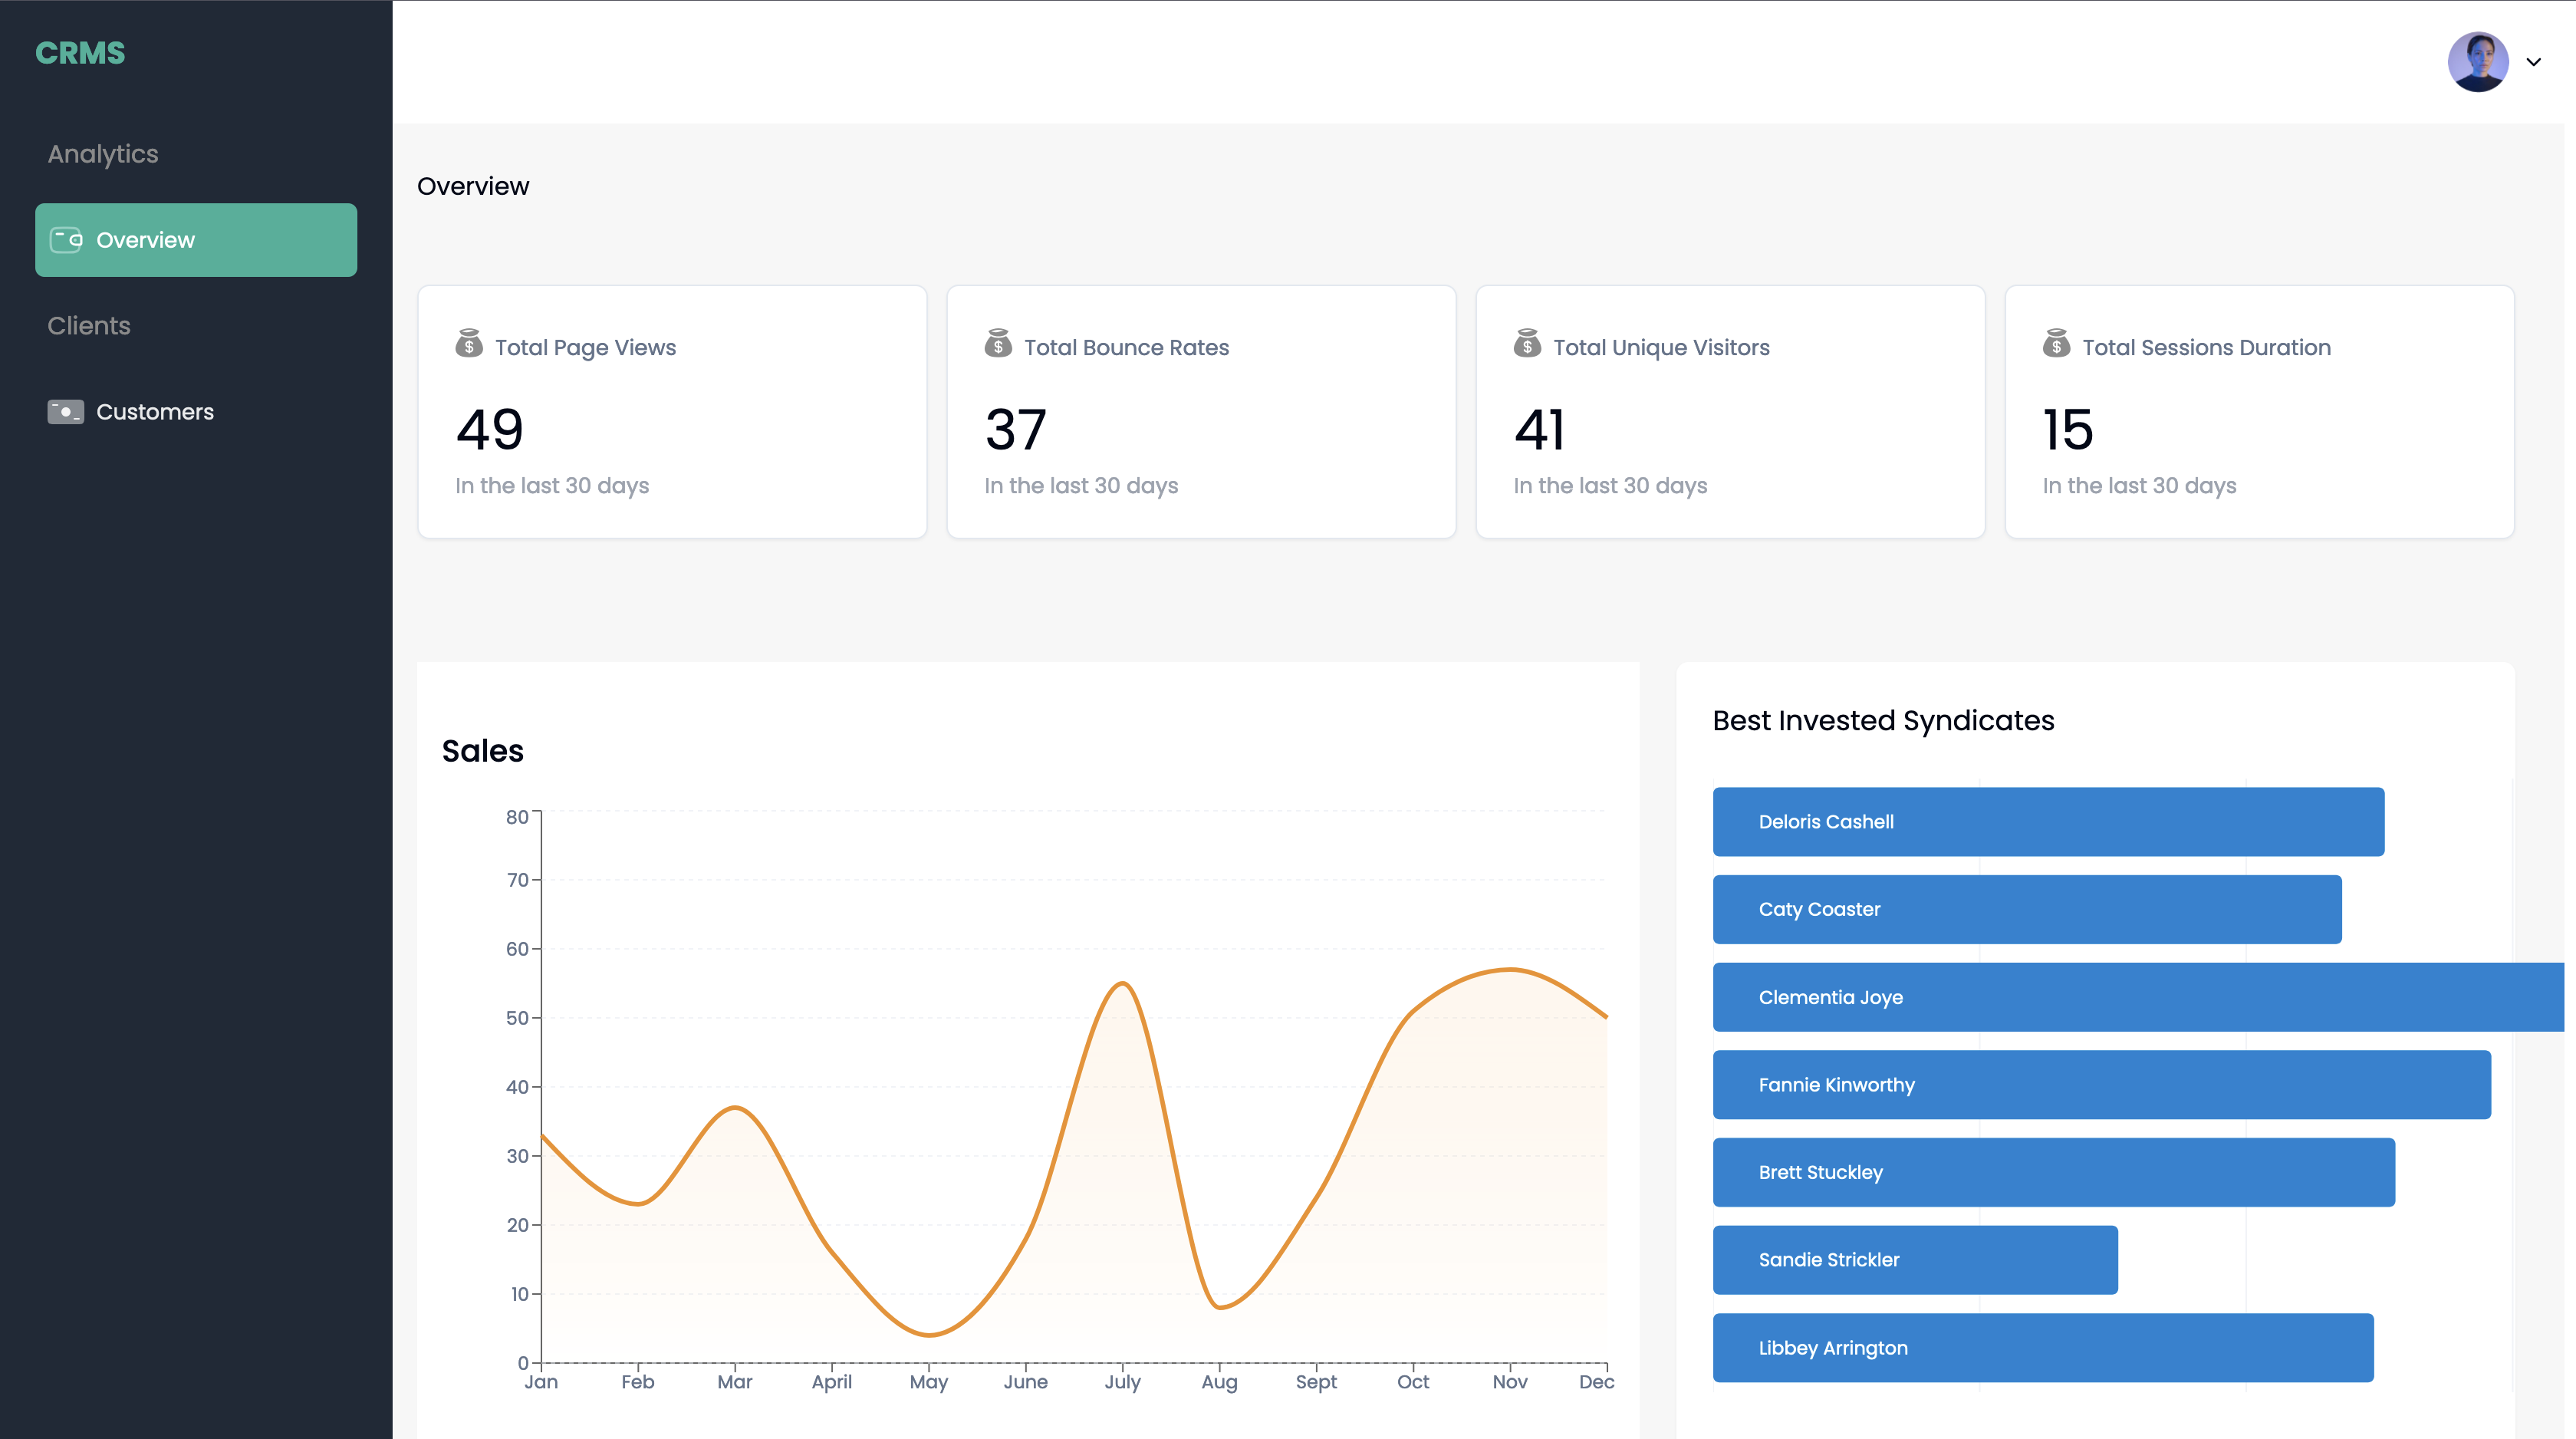 CRMS
Analytics
Overview
Clients
Customers
Overview
Total Page Views
49
In the last 30 days
Total Bounce Rates
37
In the last 30 days
Total Unique Visitors
41
In the last 30 days
Total Sessions Duration
15
In the last 30 days
Sales
80
70
60
50
40
30
20
10
0
Jan Feb Mar April May June July Aug Sept Oct Nov Dec
Best Invested Syndicates
Deloris Cashell
Caty Coaster
Clementia Joye
Fannie Kinworthy
Brett Stuckley
Sandie Strickler
Libbey Arrington